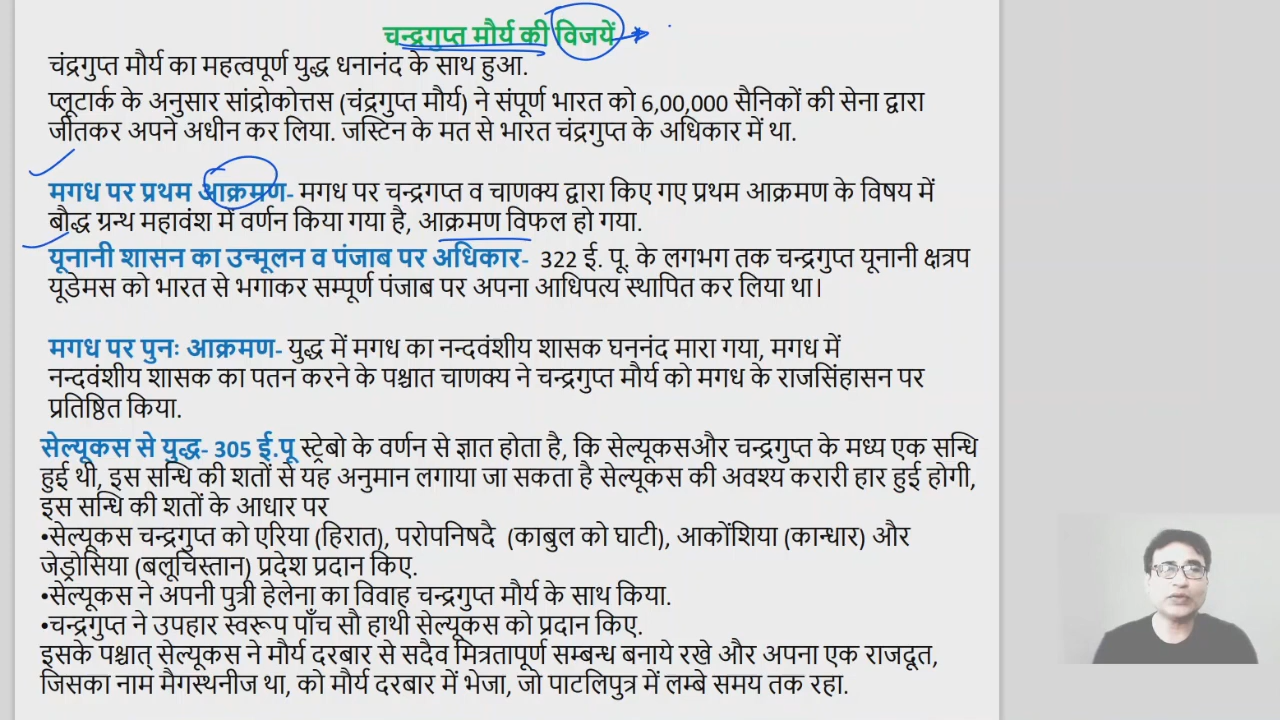 चन्द्रगुप्त मौर्य की विजयें
चंद्रगुप्त मौर्य का महत्वपूर्ण युद्ध धनानंद के साथ हुआ.
प्लूटार्क के अनुसार सांद्रोकोत्तस (चंद्रगुप्त मौर्य) ने संपूर्ण भारत को 6,00,000 सैनिकों की सेना द्वारा
जीतकर अपने अधीन कर लिया. जस्टिन के मत से भारत चंद्रगुप्त के अधिकार में था.
मगध पर प्रथम आक्रमण- मगध पर चन्द्रगप्त व चाणक्य द्वारा किए गए प्रथम आक्रमण के विषय में
बौद्ध ग्रन्थ महावंश में वर्णन किया गया है, आक्रमण विफल हो गया.
यूनानी शासन का उन्मूलन व पंजाब पर अधिकार- 322 ई. पू. के लगभग तक चन्द्रगुप्त यूनानी क्षत्रप
यूडेमस को भारत से भगाकर सम्पूर्ण पंजाब पर अपना आधिपत्य स्थापित कर लिया था।
मगध पर पुनः आक्रमण- युद्ध में मगध का नन्दवंशीय शासक घननंद मारा गया, मगध में
नन्दवंशीय शासक का पतन करने के पश्चात चाणक्य ने चन्द्रगुप्त मौर्य को मगध के राजसिंहासन पर
प्रतिष्ठित किया.
सेल्यूकस से युद्ध- 305 ई.पू स्ट्रेबो के वर्णन से ज्ञात होता है, कि सेल्यूकसऔर चन्द्रगुप्त के मध्य एक सन्धि
हुई थी, इस सन्धि की शतों से यह अनुमान लगाया जा सकता है सेल्यूकस की अवश्य करारी हार हुई होगी,
इस सन्धि की शतों के आधार पर
•सेल्यूकस चन्द्रगुप्त को एरिया (हिरात), परोपनिषदै (काबुल को घाटी), आकोंशिया (कान्धार) और
जेड्रोसिया (बलूचिस्तान) प्रदेश प्रदान किए.
•सेल्यूकस ने अपनी पुत्री हेलेना का विवाह चन्द्रगुप्त मौर्य के साथ किया.
•चन्द्रगुप्त ने उपहार स्वरूप पाँच सौ हाथी सेल्यूकस को प्रदान किए.
इसके पश्चात् सेल्यूकस ने मौर्य दरबार से सदैव मित्रतापूर्ण सम्बन्ध बनाये रखे और अपना एक राजदूत,
जिसका नाम मैगस्थनीज था, को मौर्य दरबार में भेजा, जो पाटलिपुत्र में लम्बे समय तक रहा.